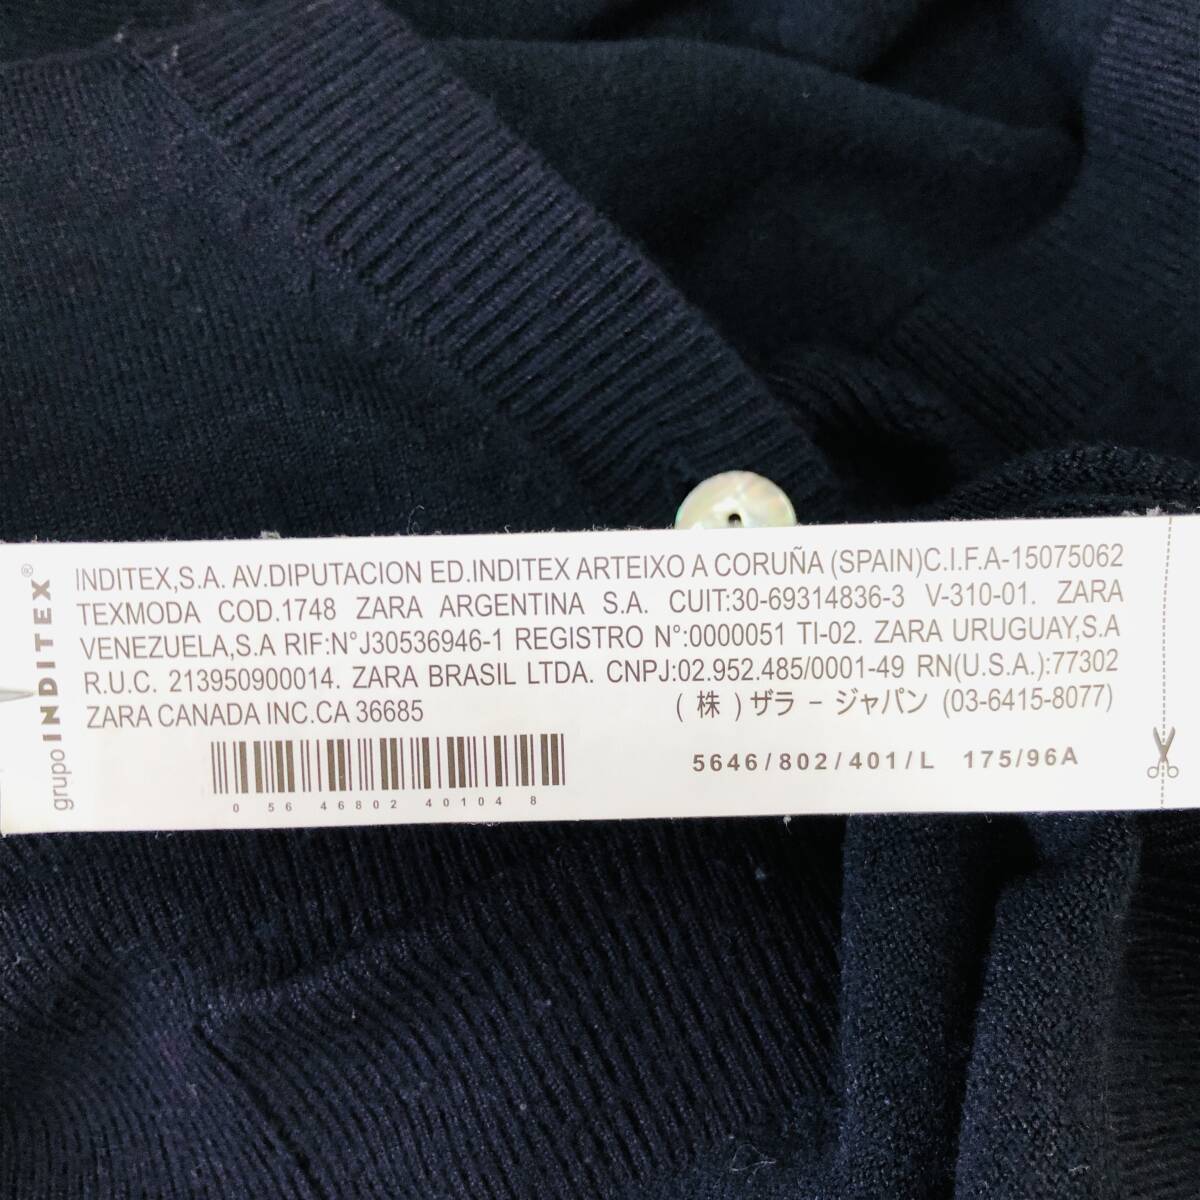 grupo INDITEX®
INDITEX,S.A. AV.DIPUTACION ED.INDITEX ARTEIXO A CORUÑA (SPAIN)C.I.F.A-15075062
TEXMODA COD.1748 ZARA ARGENTINA S.A. CUIT:30-69314836-3 V-310-01. ZARA
VENEZUELA,S.A RIF:N°J30536946-1 REGISTRO N°:0000051 TI-02. ZARA URUGUAY,S.A
R.U.C. 213950900014. ZARA BRASIL LTDA. CNPJ:02.952.485/0001-49 RN(U.S.A.):77302
ZARA CANADA INC.CA 36685 (株)ザラ－ジャパン (03-6415-8077)
5646/802/401/L 175/96A
0 56 46802 40104 8